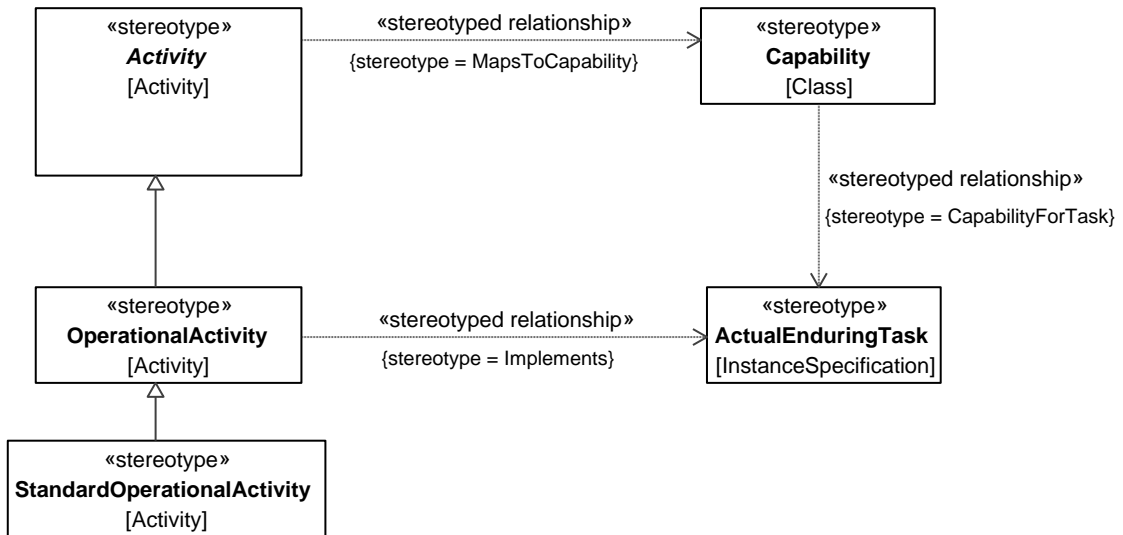 «stereotype»
Activity
[Activity]
«stereotyped relationship»
{stereotype = MapsToCapability}
«stereotype»
Capability
[Class]
«stereotyped relationship»
{stereotype = CapabilityForTask}
«stereotype»
OperationalActivity
[Activity]
«stereotyped relationship»
{stereotype = Implements}
«stereotype»
ActualEnduringTask
[InstanceSpecification]
«stereotype»
StandardOperationalActivity
[Activity]